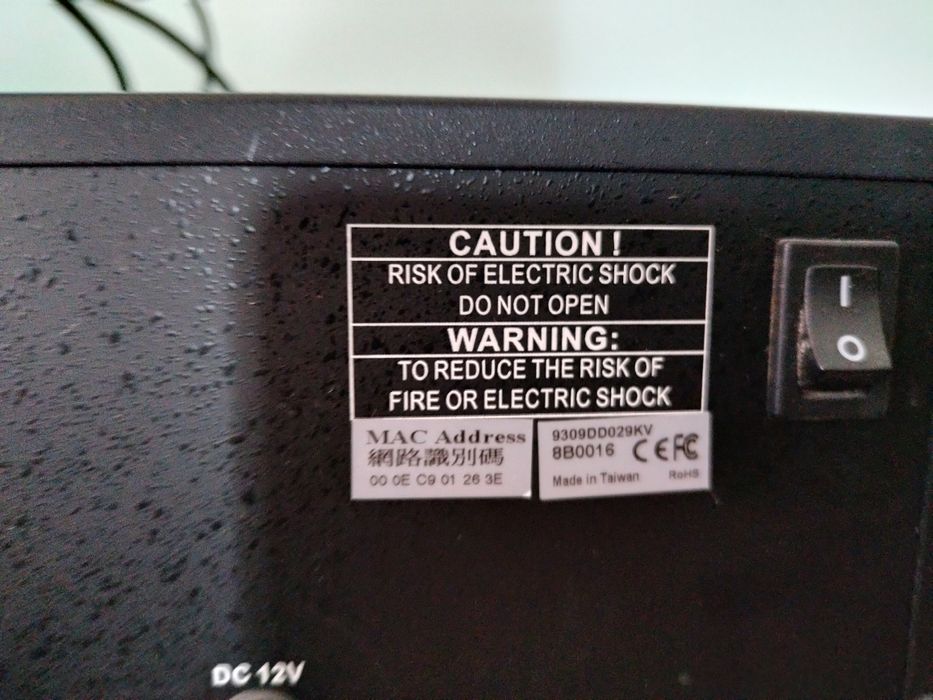 CAUTION !
RISK OF ELECTRIC SHOCK
DO NOT OPEN
WARNING:
TO REDUCE THE RISK OF
FIRE OR ELECTRIC SHOCK
MAC Address
網路識別碼
00 0E C9 01 26 3E
9309DD029KV
8B0016 CE FC
Made in Taiwan RoHS
I
O
DC 12V